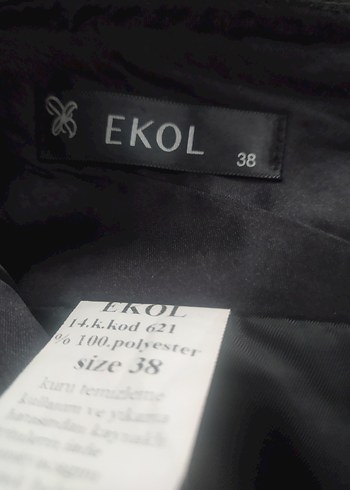 EKOL
38
EKOL
14.k.kod 621
% 100.polyester
size 38
kuru temizleme
kullanım ve yıkama